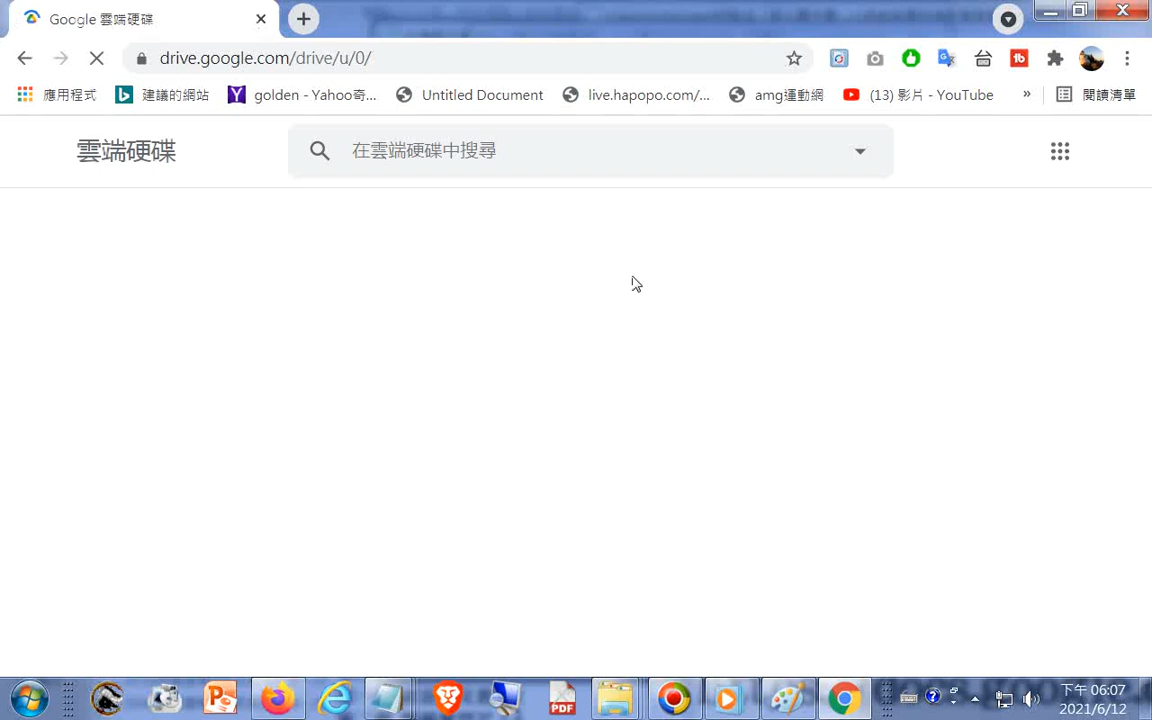 Google 雲端硬碟
drive.google.com/drive/u/0/
應用程式 建議的網站 golden - Yahoo奇... Untitled Document live.hapopo.com/... amg運動網 (13) 影片 - YouTube » 閱讀清單
雲端硬碟 在雲端硬碟中搜尋
下午 06:07
2021/6/12
PDF